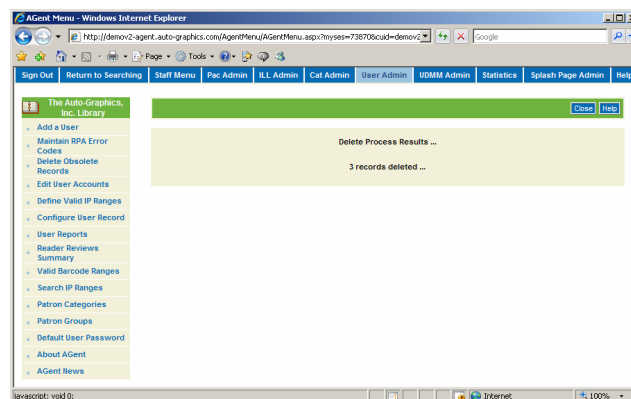 AGent Menu - Windows Internet Explorer
http://demov2-agent.auto-graphics.com/AgentMenu/AGentMenu.aspx?myses=73870&cuid=demov2
Google
Page Tools
Sign Out Return to Searching Staff Menu Pac Admin ILL Admin Cat Admin User Admin UDMM Admin Statistics Splash Page Admin Help
The Auto-Graphics,
Inc. Library
Close Help
Add a User
Maintain RPA Error
Codes
Delete Obsolete
Records
Edit User Accounts
Define Valid IP Ranges
Configure User Record
User Reports
Reader Reviews
Summary
Valid Barcode Ranges
Search IP Ranges
Patron Categories
Patron Groups
Default User Password
About AGent
AGent News
Delete Process Results ...
3 records deleted ...
javascript: void 0;
Internet
100%